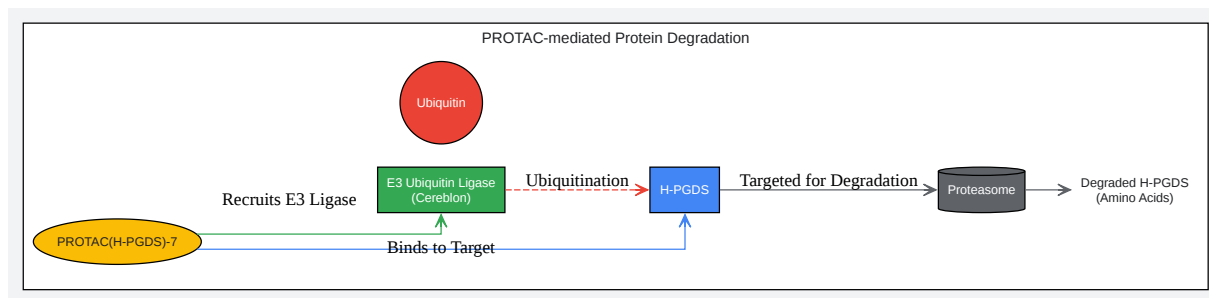 PROTAC-mediated Protein Degradation
Ubiquitin
E3 Ubiquitin Ligase
(Cereblon)
Ubiquitination
H-PGDS
Targeted for Degradation
Proteasome
Degraded H-PGDS
(Amino Acids)
Recruits E3 Ligase
PROTAC(H-PGDS)-7
Binds to Target